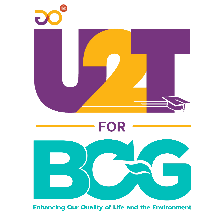 U2T
FOR
BCG
Enhancing Our Quality of Life and the Environment